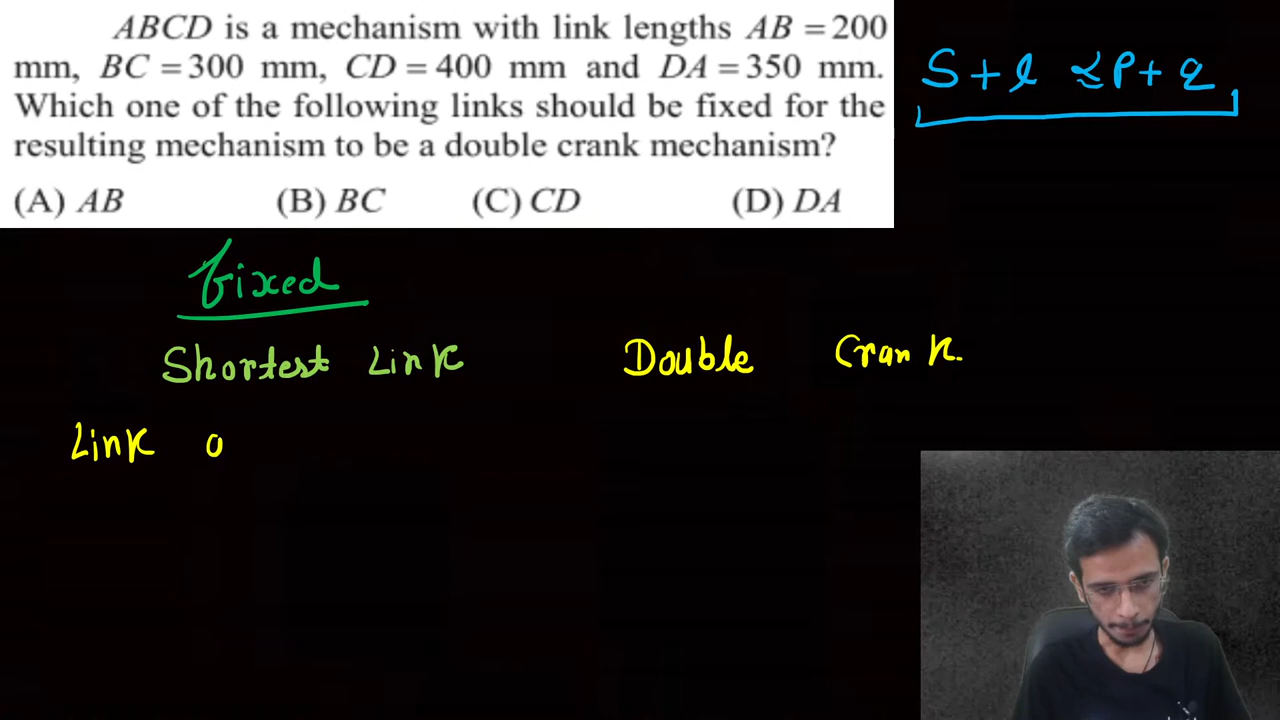 ABCD is a mechanism with link lengths AB = 200
mm, BC = 300 mm, CD = 400 mm and DA = 350 mm.
Which one of the following links should be fixed for the
resulting mechanism to be a double crank mechanism?
(A) AB (B) BC (C) CD (D) DA
S + l ≤ P + q
fixed
Shortest Link Double Crank.
Link o